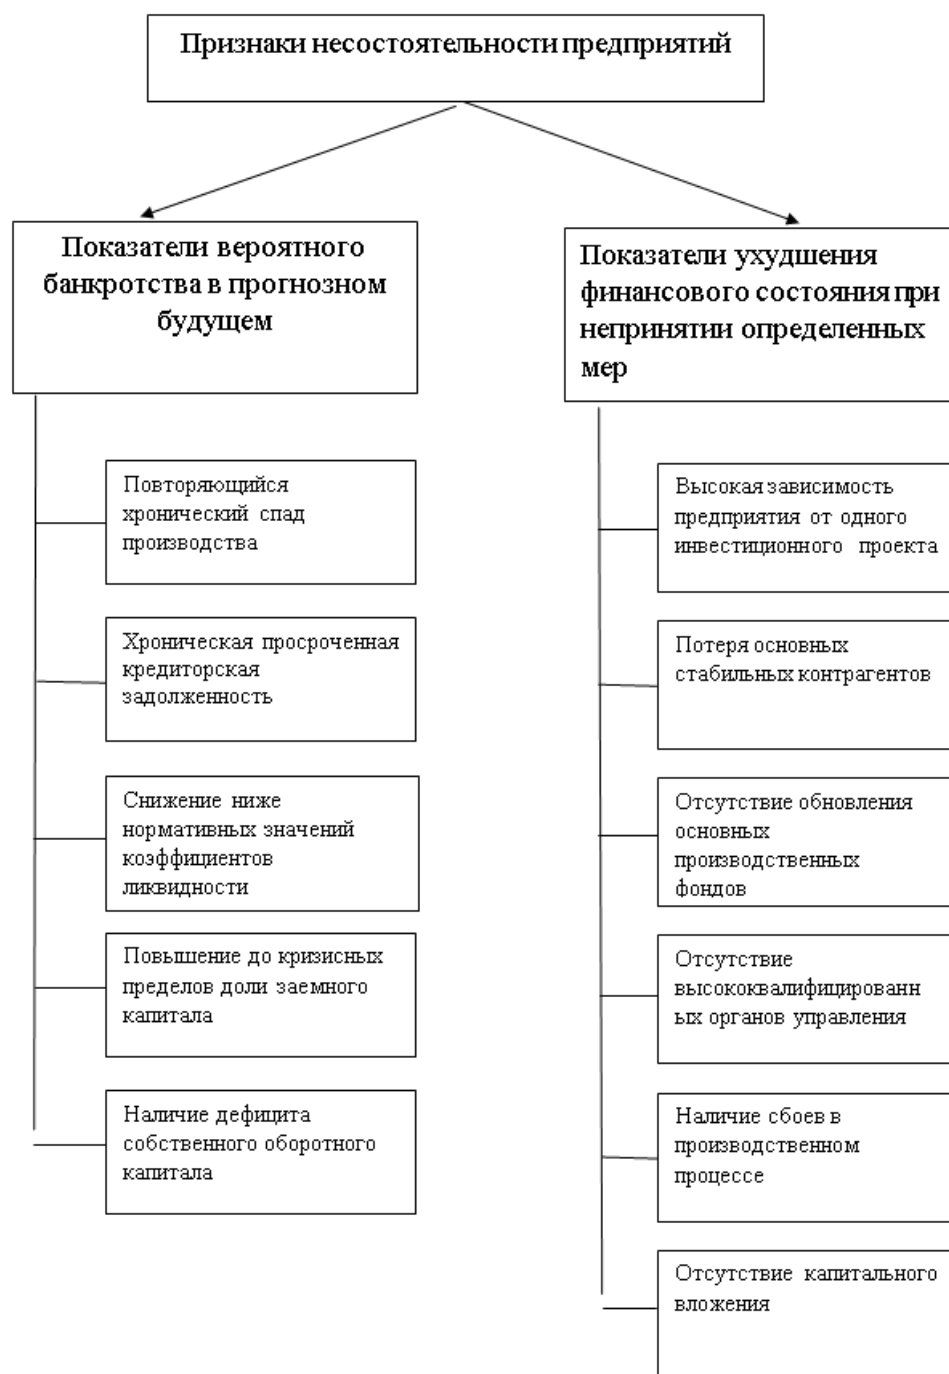 Признаки несостоятельности предприятий
Показатели вероятного
банкротства в прогнозном
будущем
Повторяющийся
хронический спад
производства
Хроническая просроченная
кредиторская
задолженность
Снижение ниже
нормативных значений
коэффициентов
ликвидности
Повышение до кризисных
пределов доли заемного
капитала
Наличие дефицита
собственного оборотного
капитала
Показатели ухудшения
финансового состояния при
непринятии определенных
мер
Высокая зависимость
предприятия от одного
инвестиционного проекта
Потеря основных
стабильных контрагентов
Отсутствие обновления
основных
производственных
фондов
Отсутствие
высококвалифицированн
ых органов управления
Наличие сбоев в
производственном
процессе
Отсутствие капитального
вложения